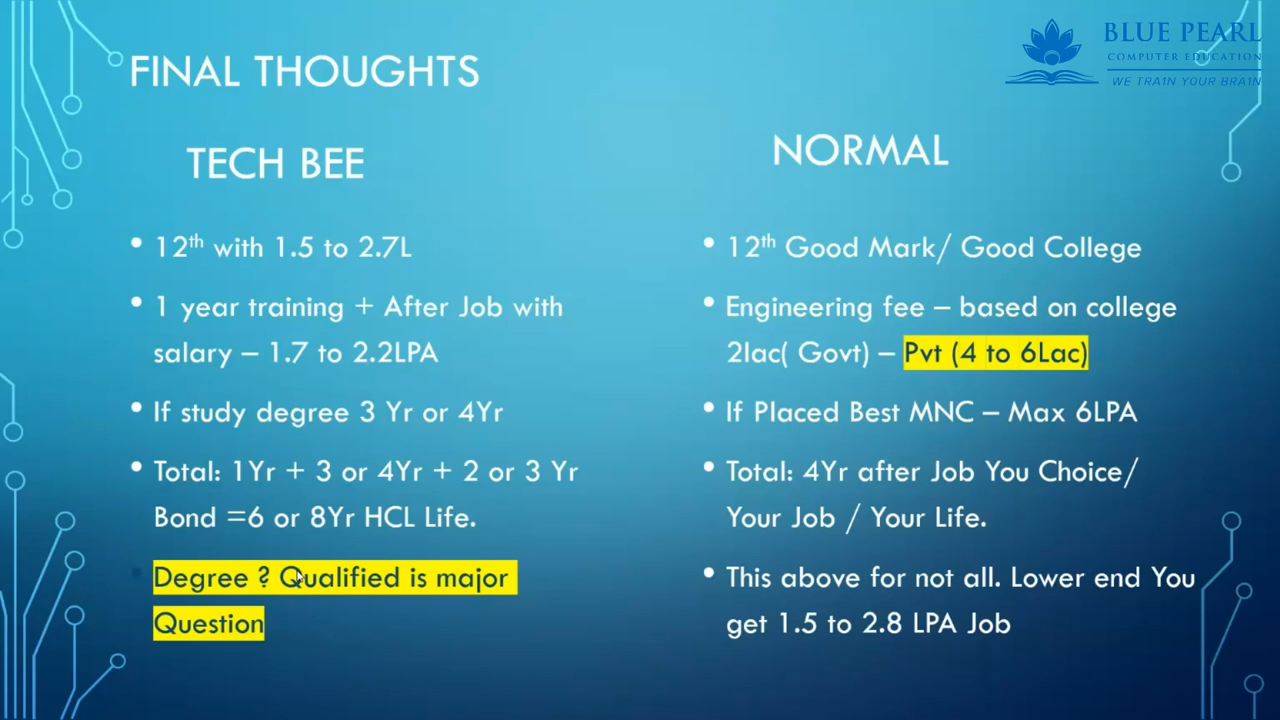 BLUE PEARL
COMPUTER EDUCATION
WE TRA1N YOUR BRA1N
FINAL THOUGHTS
TECH BEE
• 12th with 1.5 to 2.7L
• 1 year training + After Job with
salary – 1.7 to 2.2LPA
• If study degree 3 Yr or 4Yr
• Total: 1Yr + 3 or 4Yr + 2 or 3 Yr
Bond =6 or 8Yr HCL Life.
• Degree ? Qualified is major
Question
NORMAL
• 12th Good Mark/ Good College
• Engineering fee – based on college
2lac( Govt) – Pvt (4 to 6Lac)
• If Placed Best MNC – Max 6LPA
• Total: 4Yr after Job You Choice/
Your Job / Your Life.
• This above for not all. Lower end You
get 1.5 to 2.8 LPA Job